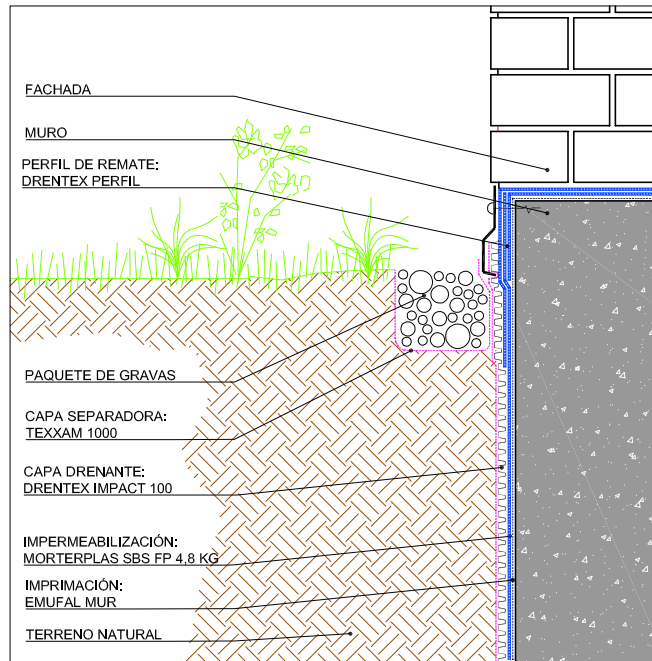 FACHADA
MURO
PERFIL DE REMATE:
DRENTEX PERFIL
PAQUETE DE GRAVAS
CAPA SEPARADORA:
TEXXAM 1000
CAPA DRENANTE:
DRENTEX IMPACT 100
IMPERMEABILIZACIÓN:
MORTERPLAS SBS FP 4,8 KG
IMPRIMACIÓN:
EMUFAL MUR
TERRENO NATURAL